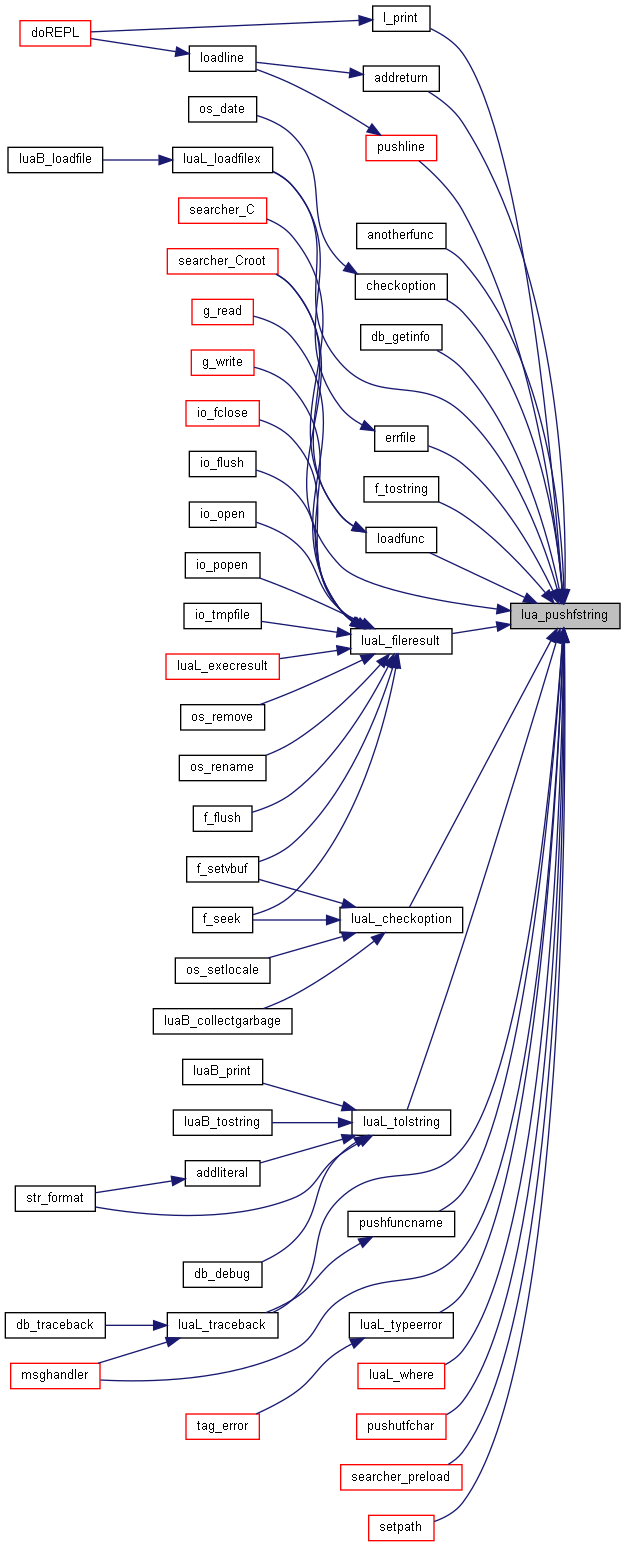 l_print
doREPL
loadline
addreturn
os_date
pushline
luaB_loadfile
luaL_loadfilex
searcher_C
anotherfunc
searcher_Croot
checkoption
g_read
db_getinfo
g_write
io_fclose
errfile
io_flush
f_tostring
io_open
loadfunc
io_popen
io_tmpfile
lua_pushfstring
luaL_fileresult
luaL_execresult
os_remove
os_rename
f_flush
f_setvbuf
f_seek
luaL_checkoption
os_setlocale
luaB_collectgarbage
luaB_print
luaB_tostring
luaL_tolstring
addliteral
str_format
pushfuncname
db_debug
db_traceback
luaL_traceback
luaL_typeerror
msghandler
luaL_where
tag_error
pushutfchar
searcher_preload
setpath